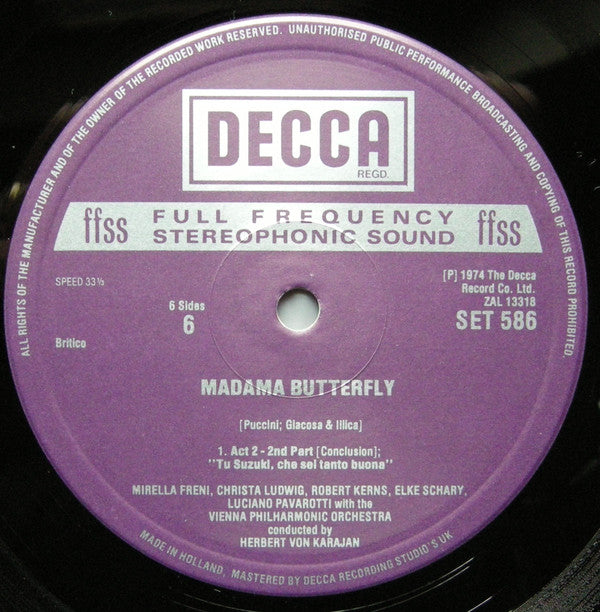 ALL RIGHTS OF THE MANUFACTURER AND OF THE OWNER OF THE RECORDED WORK RESERVED. UNAUTHORISED PUBLIC PERFORMANCE BROADCASTING AND COPYING OF THIS RECORD PROHIBITED.
DECCA
REGD.
ffss FULL FREQUENCY STEREOPHONIC SOUND ffss
SPEED 33⅓
[P] 1974 The Decca
Record Co. Ltd.
ZAL 13318
6 Sides
6
SET 586
Britico
MADAMA BUTTERFLY
[Puccini; Giacosa & Illica]
1. Act 2 - 2nd Part [Conclusion];
"Tu Suzuki, che sei tanto buona"
MIRELLA FRENI, CHRISTA LUDWIG, ROBERT KERNS, ELKE SCHARY,
LUCIANO PAVAROTTI with the
VIENNA PHILHARMONIC ORCHESTRA
conducted by
HERBERT VON KARAJAN
MADE IN HOLLAND, MASTERED BY DECCA RECORDING STUDIO'S UK